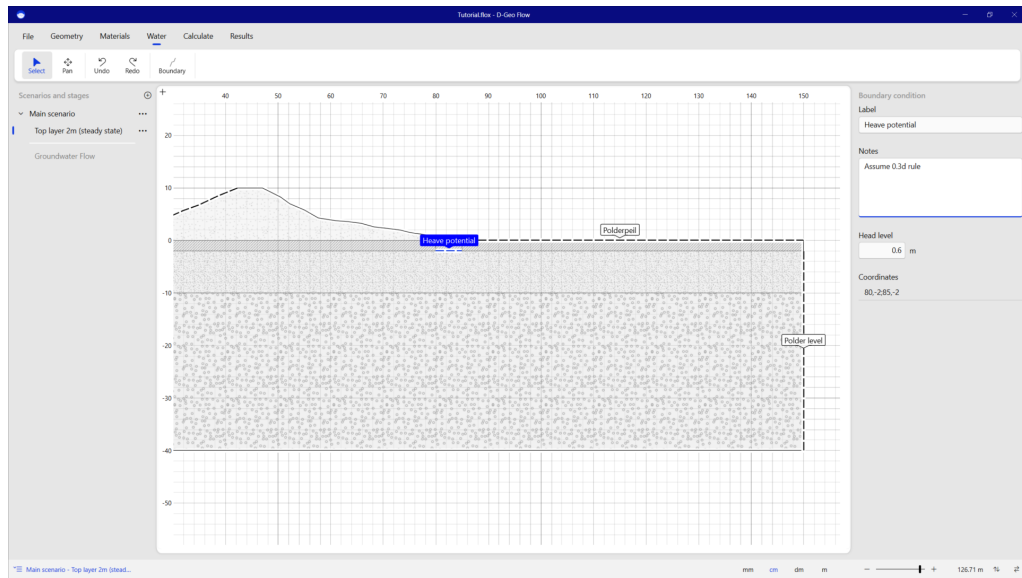 Tutorial.flox - D-Geo Flow
File Geometry Materials Water Calculate Results
Select Pan Undo Redo Boundary
Scenarios and stages
Main scenario
Top layer 2m (steady state)
Groundwater Flow
40 50 60 70 80 90 100 110 120 130 140 150
20
10
0
-10
-20
-30
-40
-50
Heave potential
Polderpeil
Polder level
Boundary condition
Label
Heave potential
Notes
Assume 0.3d rule
Head level
0.6 m
Coordinates
80,-2;85,-2
Main scenario - Top layer 2m (stead...
mm cm dm m
126.71 m